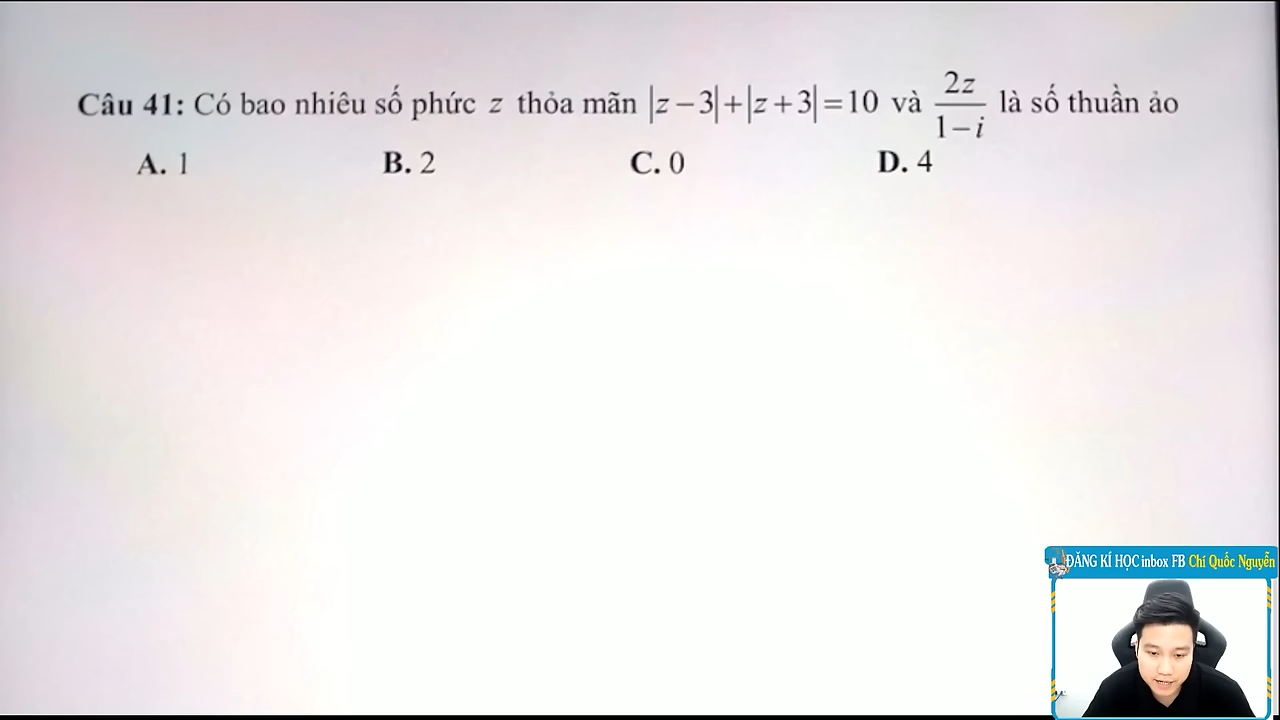 Câu 41: Có bao nhiêu số phức z thỏa mãn |z−3|+|z+3|=10 và 2z/(1−i) là số thuần ảo
A. 1 B. 2 C. 0 D. 4
ĐĂNG KÍ HỌC inbox FB Chí Quốc Nguyễn